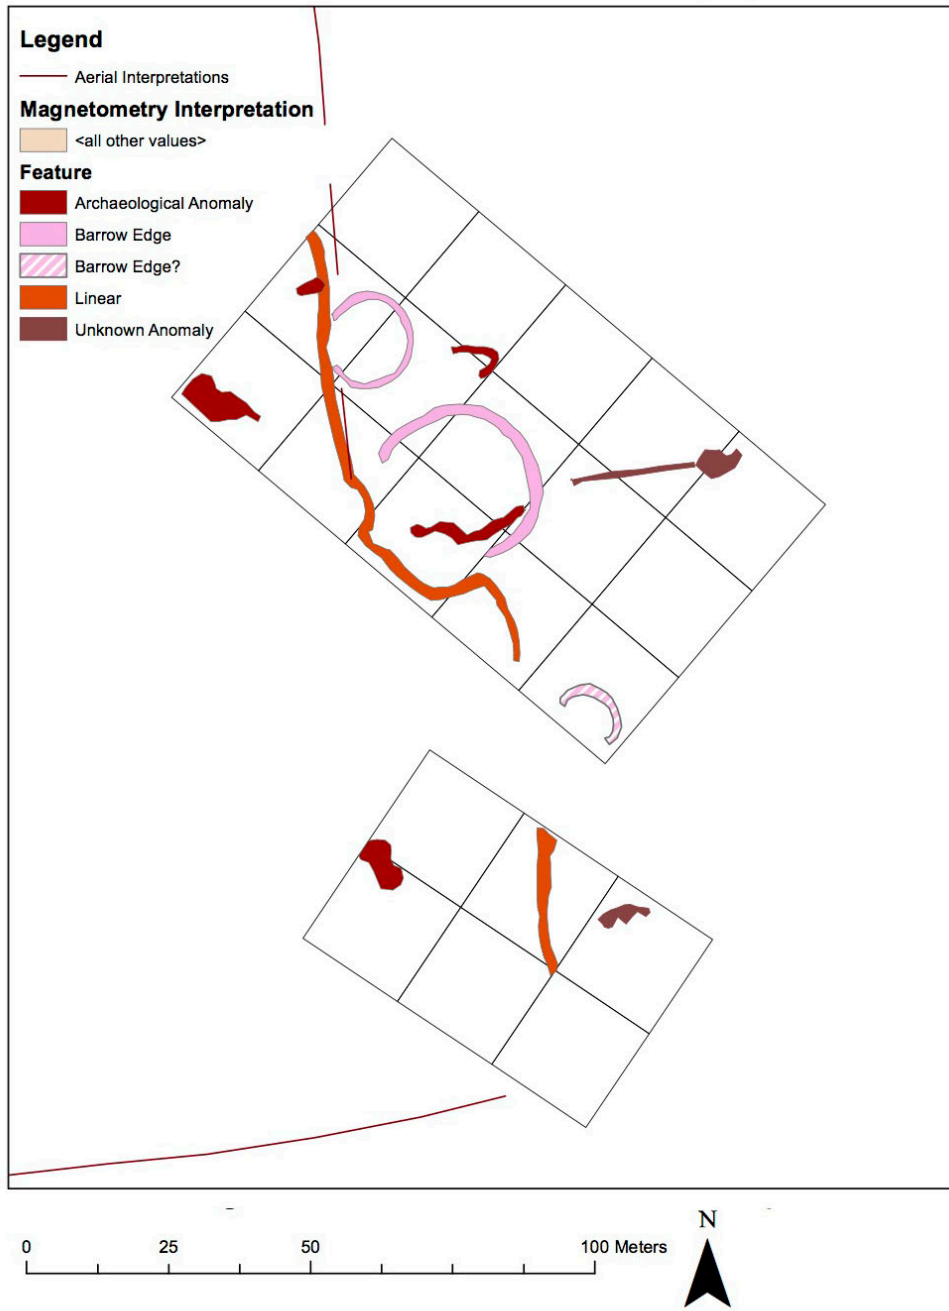 Legend
Aerial Interpretations
Magnetometry Interpretation
<all other values>
Feature
Archaeological Anomaly
Barrow Edge
Barrow Edge?
Linear
Unknown Anomaly
N
0 25 50 100 Meters